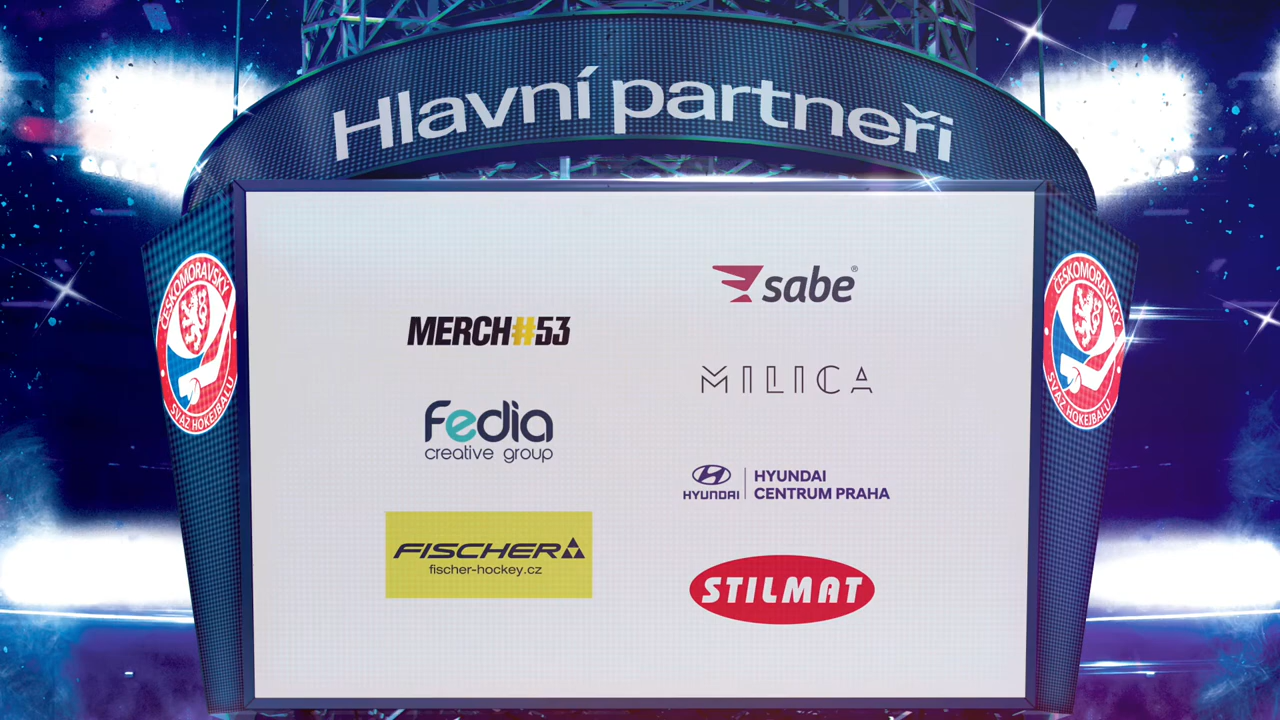 Hlavní partneři
ČESKOMORAVSKÝ
SVAZ HOKEJBALU
MERCH#53
fedia
creative group
FISCHER
fischer-hockey.cz
sabe®
MILICA
HYUNDAI
HYUNDAI
CENTRUM PRAHA
STILMAT
ČESKOMORAVSKÝ
SVAZ HOKEJBALU